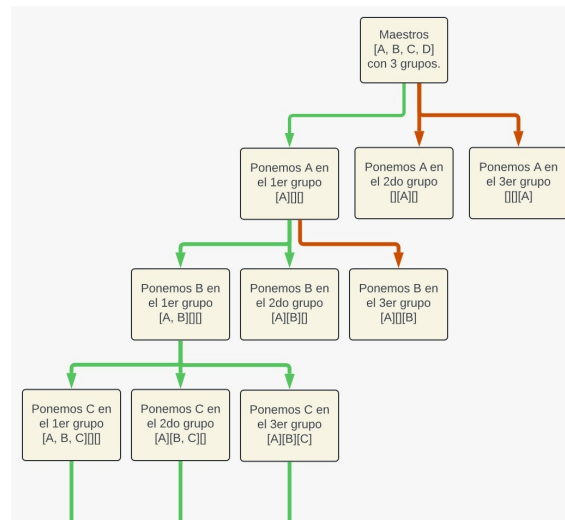 Maestros
[A, B, C, D]
con 3 grupos.
Ponemos A en
el 1er grupo
[A][][]
Ponemos A en
el 2do grupo
[][A][]
Ponemos A en
el 3er grupo
[][][A]
Ponemos B en
el 1er grupo
[A, B][][]
Ponemos B en
el 2do grupo
[A][B][]
Ponemos B en
el 3er grupo
[A][][B]
Ponemos C en
el 1er grupo
[A, B, C][][]
Ponemos C en
el 2do grupo
[A][B, C][]
Ponemos C en
el 3er grupo
[A][B][C]